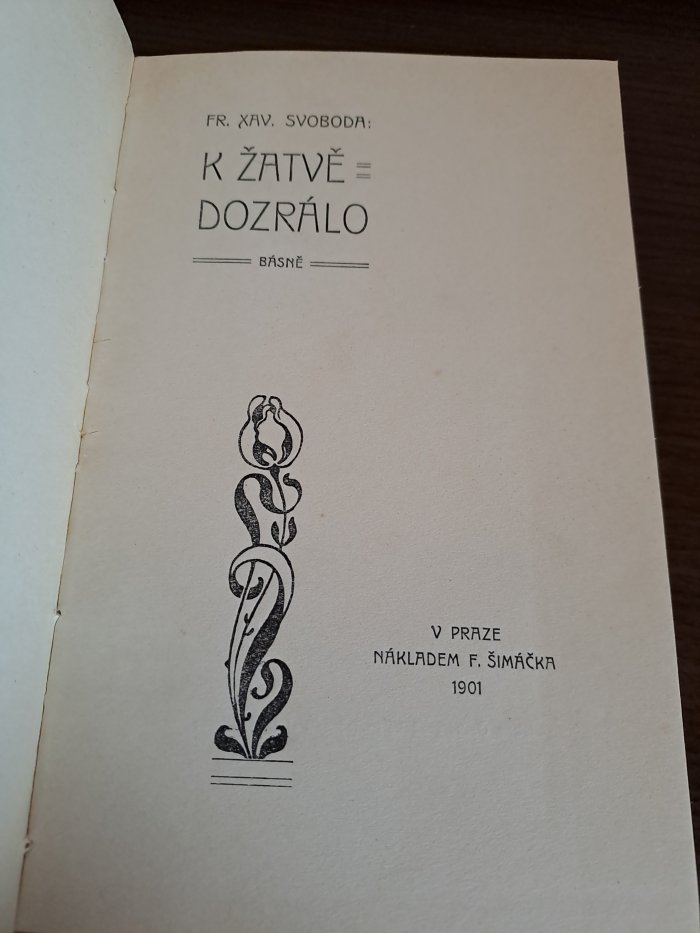 FR. XAV. SVOBODA:
K ŽATVĚ
DOZRÁLO
BÁSNĚ
V PRAZE
NÁKLADEM F. ŠIMÁČKA
1901